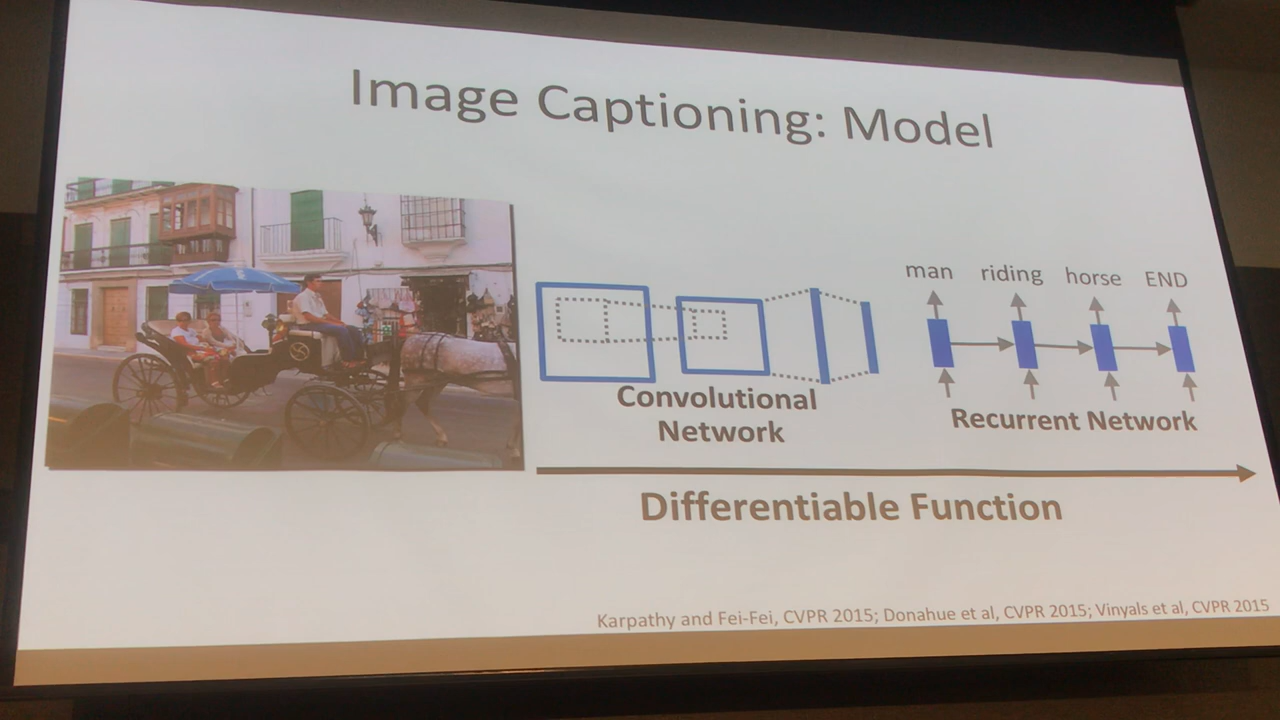 Image Captioning: Model
man riding horse END
Convolutional
Network
Recurrent Network
Differentiable Function
Karpathy and Fei-Fei, CVPR 2015; Donahue et al, CVPR 2015; Vinyals et al, CVPR 2015